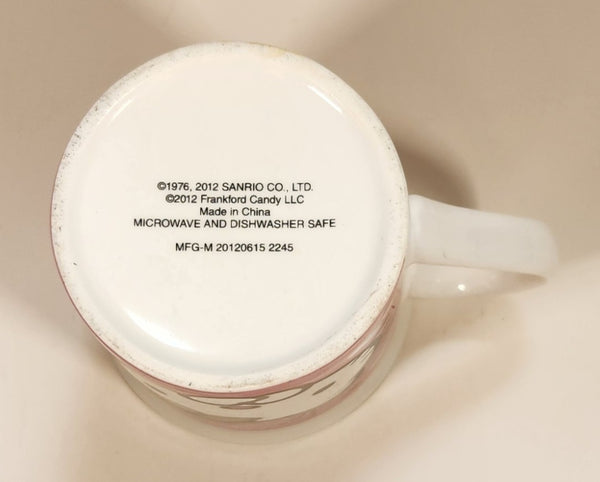 ©1976, 2012 SANRIO CO., LTD.
©2012 Frankford Candy LLC
Made in China
MICROWAVE AND DISHWASHER SAFE
MFG-M 20120615 2245